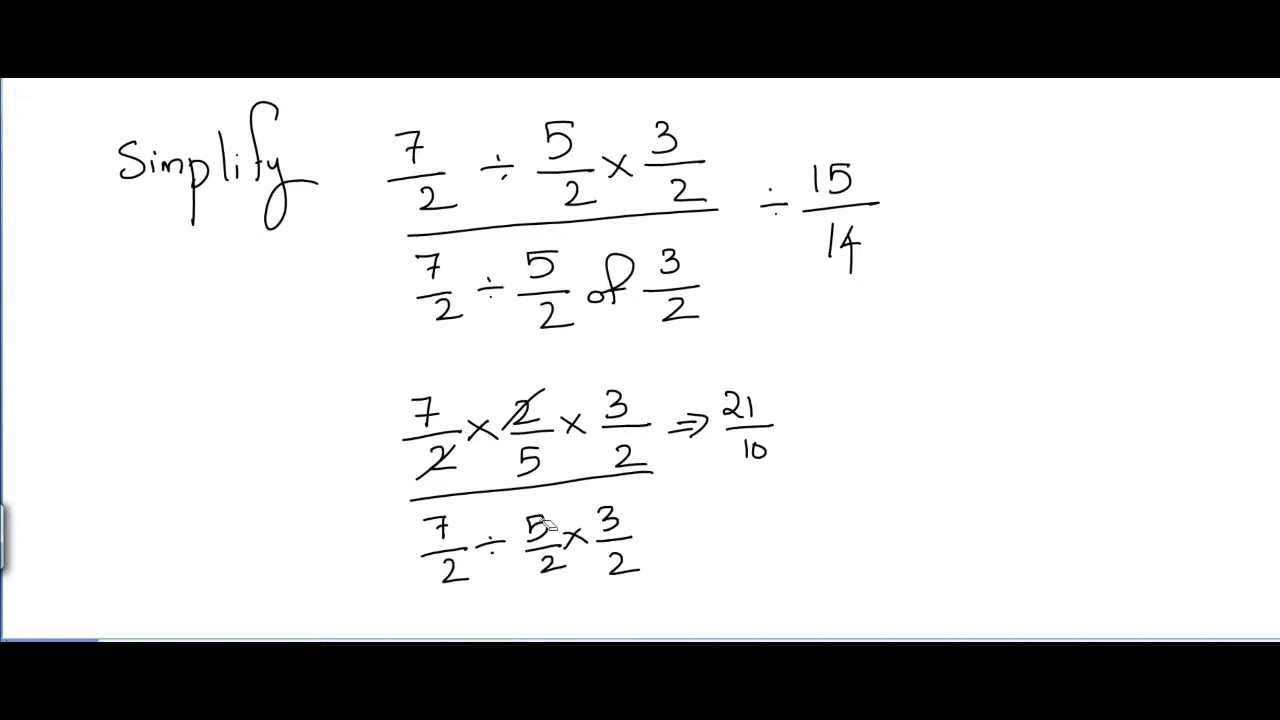 Simplify 7/2 ÷ 5/2 × 3/2 ÷ 15/14
7/2 ÷ 5/2 of 3/2
7/2 × 2/5 × 3/2 ⇒ 21/10
7/2 ÷ 5/2 × 3/2